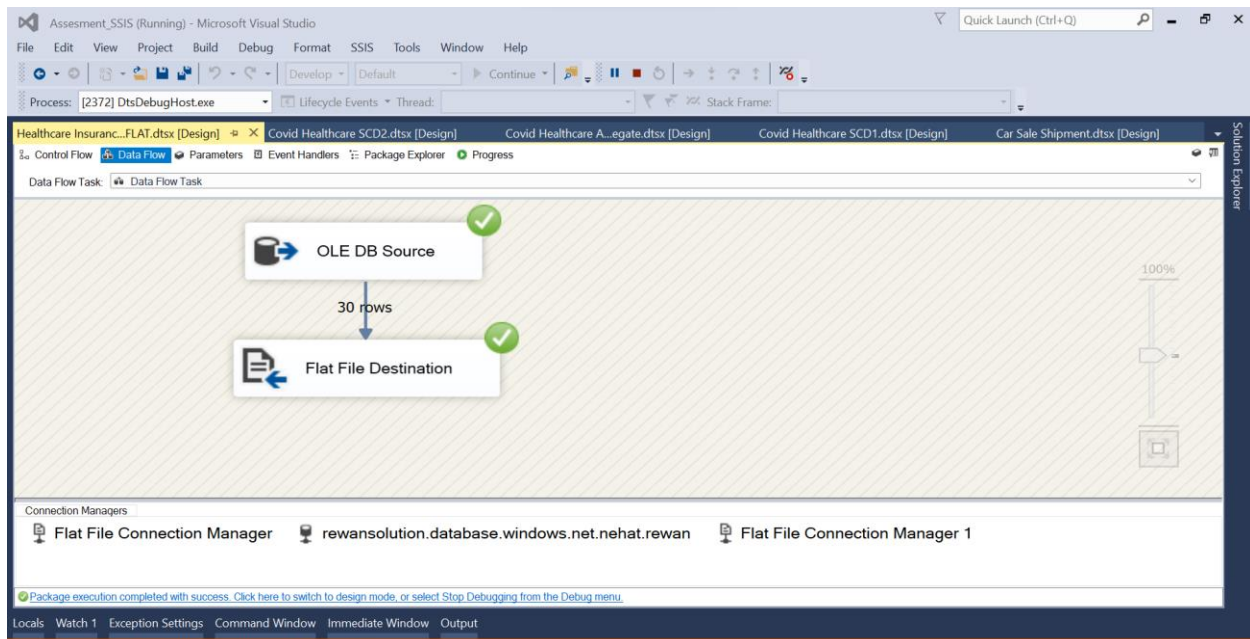 Assesment_SSIS (Running) - Microsoft Visual Studio
Quick Launch (Ctrl+Q)
File Edit View Project Build Debug Format SSIS Tools Window Help
Develop Default Continue
Process: [2372] DtsDebugHost.exe Lifecycle Events Thread: Stack Frame:
Healthcare Insuranc...FLAT.dtsx [Design] Covid Healthcare SCD2.dtsx [Design] Covid Healthcare A...egate.dtsx [Design] Covid Healthcare SCD1.dtsx [Design] Car Sale Shipment.dtsx [Design]
Solution Explorer
Control Flow Data Flow Parameters Event Handlers Package Explorer Progress
Data Flow Task: Data Flow Task
OLE DB Source
100%
30 rows
Flat File Destination
Connection Managers
Flat File Connection Manager rewansolution.database.windows.net.nehat.rewan Flat File Connection Manager 1
Package execution completed with success. Click here to switch to design mode, or select Stop Debugging from the Debug menu.
Locals Watch 1 Exception Settings Command Window Immediate Window Output